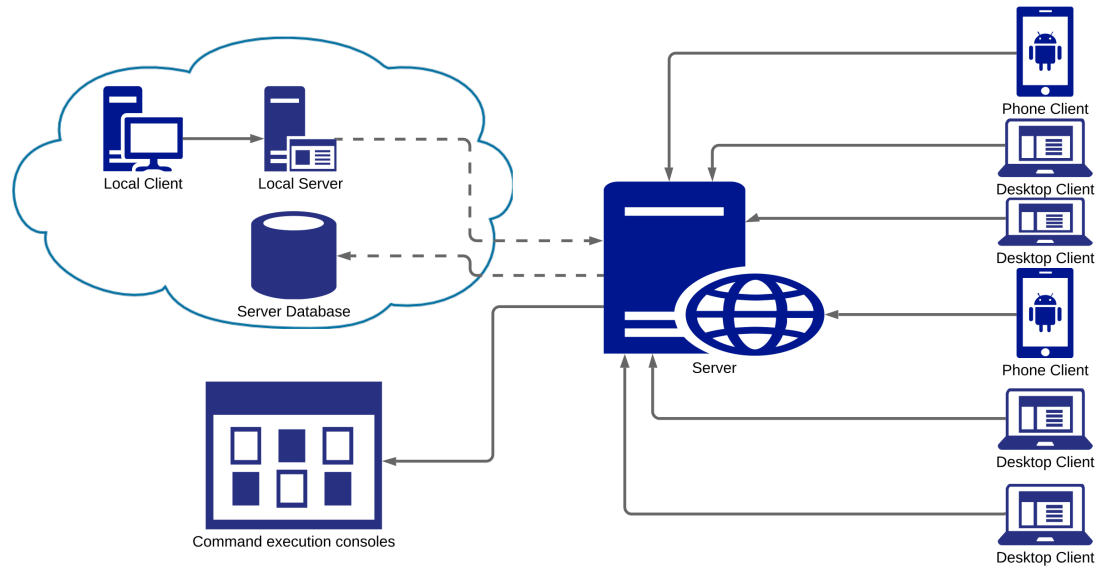 Phone Client
Local Client
Local Server
Desktop Client
Desktop Client
Server Database
Server
Phone Client
Desktop Client
Command execution consoles
Desktop Client